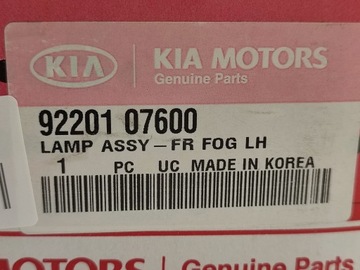 KIA KIA MOTORS
Genuine Parts
92201 07600
LAMP ASSY-FR FOG LH
1 PC UC MADE IN KOREA
MOTORS Genuine Parts